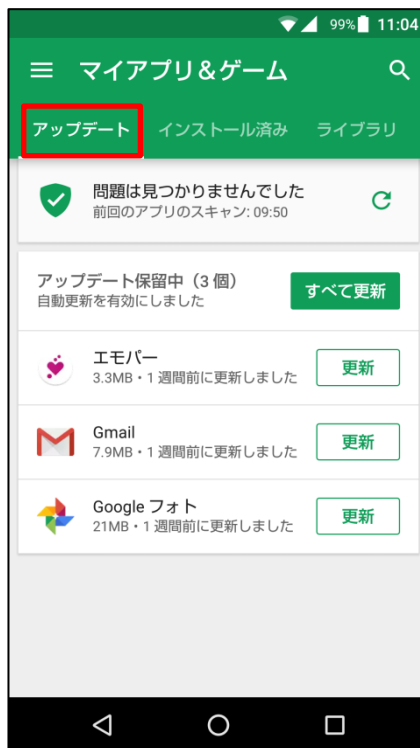 99% 11:04
マイアプリ＆ゲーム
アップデート インストール済み ライブラリ
問題は見つかりませんでした
前回のアプリのスキャン: 09:50
アップデート保留中（3 個）
自動更新を有効にしました
すべて更新
エモパー
3.3MB・1 週間前に更新しました
更新
Gmail
7.9MB・1 週間前に更新しました
更新
Google フォト
21MB・1 週間前に更新しました
更新